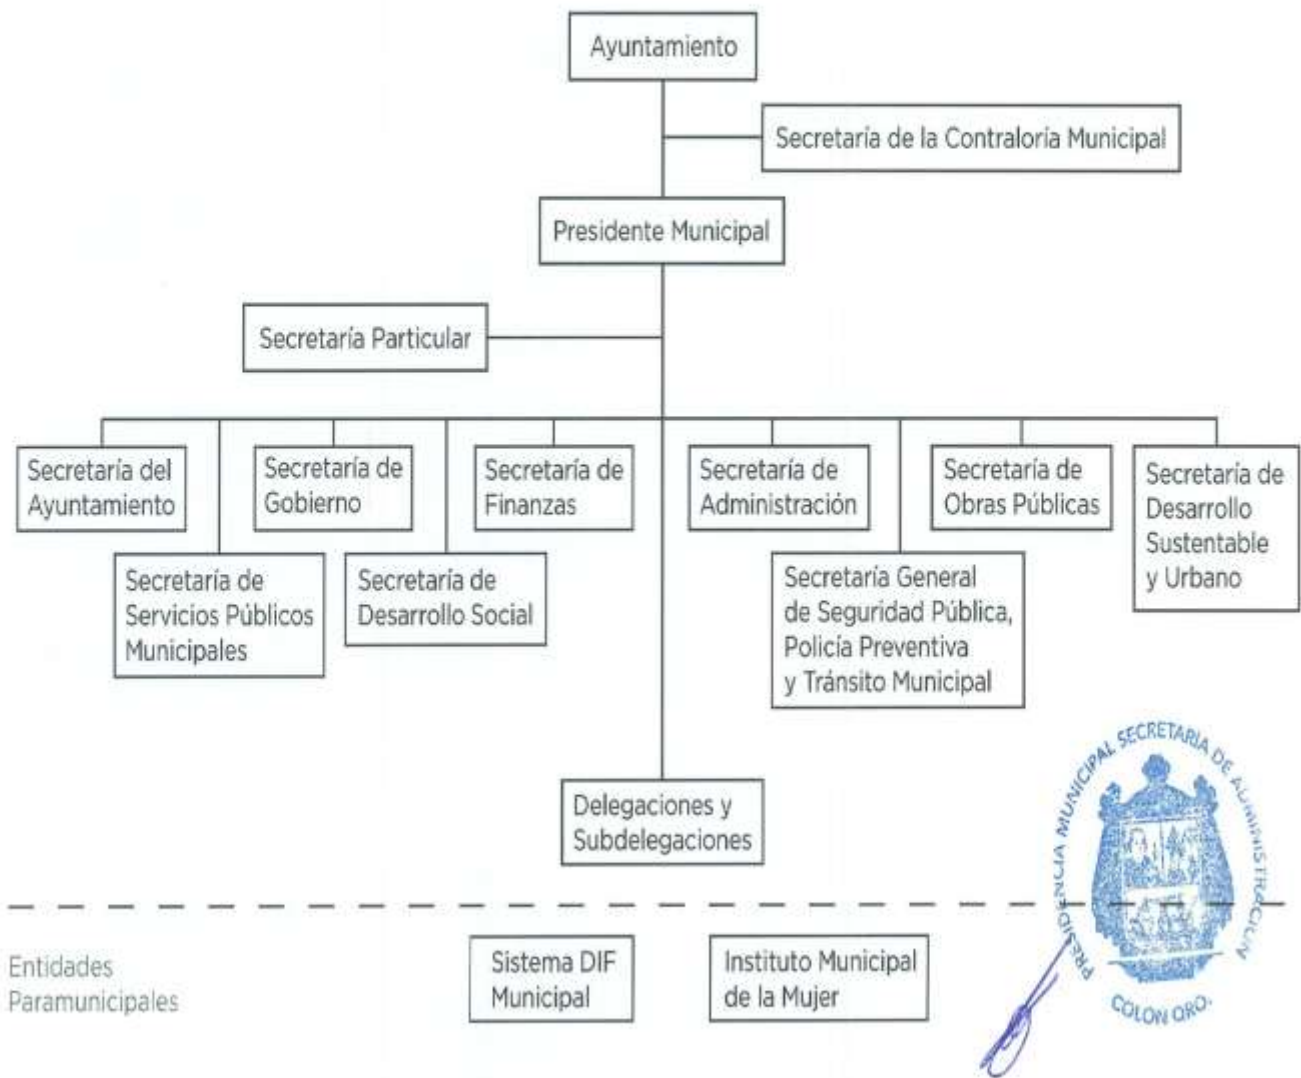 Ayuntamiento
Secretaría de la Contraloría Municipal
Presidente Municipal
Secretaría Particular
Secretaría del
Ayuntamiento
Secretaría de
Gobierno
Secretaría de
Finanzas
Secretaría de
Administración
Secretaría de
Obras Públicas
Secretaría de
Desarrollo
Sustentable
y Urbano
Secretaría de
Servicios Públicos
Municipales
Secretaría de
Desarrollo Social
Secretaría General
de Seguridad Pública,
Policía Preventiva
y Tránsito Municipal
Delegaciones y
Subdelegaciones
Entidades
Paramunicipales
Sistema DIF
Municipal
Instituto Municipal
de la Mujer
PRESIDENCIA MUNICIPAL SECRETARIA DE ADMINISTRACION
COLON QRO.